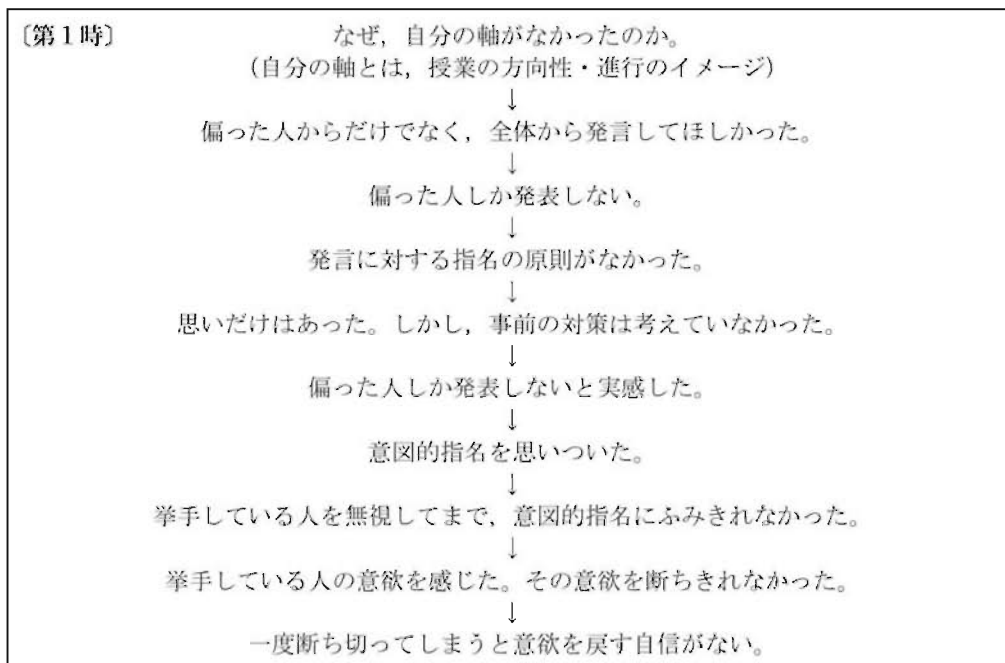 〔第1時〕
なぜ，自分の軸がなかったのか。
（自分の軸とは，授業の方向性・進行のイメージ）
↓
偏った人からだけでなく，全体から発言してほしかった。
↓
偏った人しか発表しない。
↓
発言に対する指名の原則がなかった。
↓
思いだけはあった。しかし，事前の対策は考えていなかった。
↓
偏った人しか発表しないと実感した。
↓
意図的指名を思いついた。
↓
挙手している人を無視してまで，意図的指名にふみきれなかった。
↓
挙手している人の意欲を感じた。その意欲を断ちきれなかった。
↓
一度断ち切ってしまうと意欲を戻す自信がない。